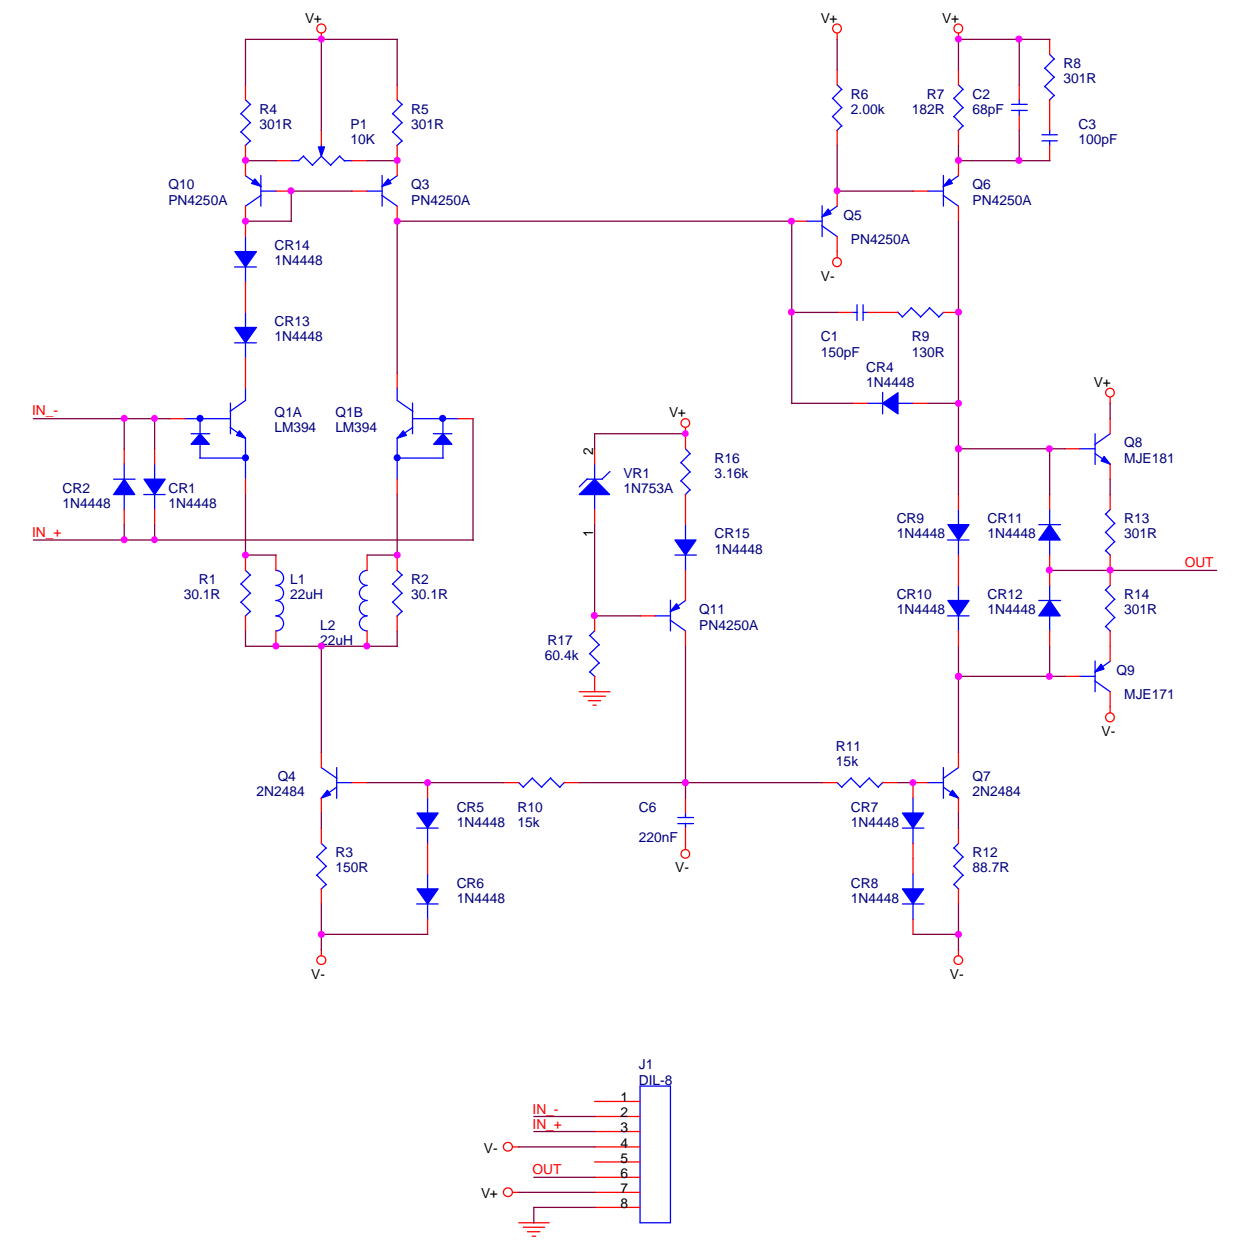 V+
V+
V+
R4
301R
R5
301R
P1
10K
R6
2.00k
R7
182R
C2
68pF
R8
301R
C3
100pF
Q10
PN4250A
Q3
PN4250A
Q5
PN4250A
Q6
PN4250A
V-
CR14
1N4448
CR13
1N4448
C1
150pF
R9
130R
CR4
1N4448
IN_-
Q1A
LM394
Q1B
LM394
V+
V+
Q8
MJE181
CR2
1N4448
CR1
1N4448
IN_+
2
VR1
1N753A
1
R16
3.16k
CR15
1N4448
CR9
1N4448
CR11
1N4448
R13
301R
OUT
R1
30.1R
L1
22uH
L2
22uH
R2
30.1R
Q11
PN4250A
R17
60.4k
CR10
1N4448
CR12
1N4448
R14
301R
Q9
MJE171
V-
Q4
2N2484
CR5
1N4448
R10
15k
C6
220nF
V-
R11
15k
Q7
2N2484
CR7
1N4448
R3
150R
CR6
1N4448
CR8
1N4448
R12
88.7R
V-
V-
J1
DIL-8
1
IN_-
2
IN_+
3
V-
4
5
OUT
6
V+
7
8